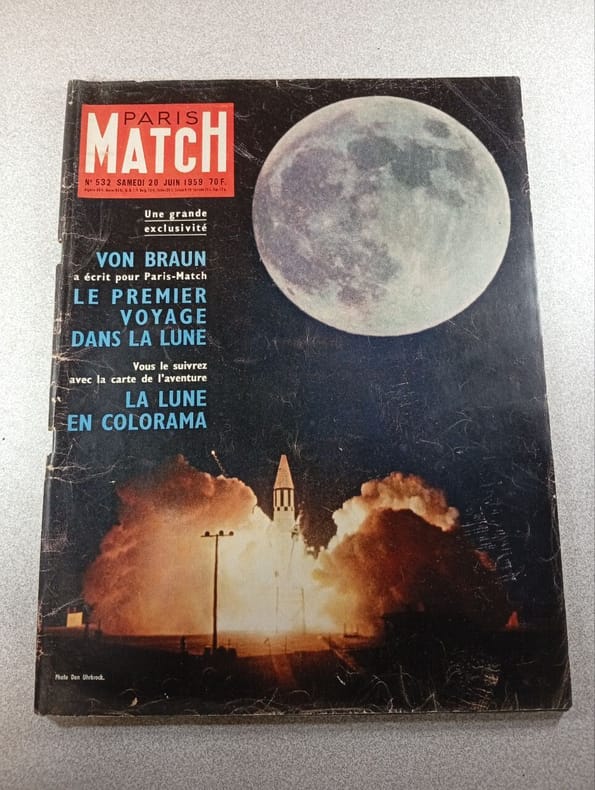 PARIS
MATCH
N° 532 SAMEDI 20 JUIN 1959 70 F.
Une grande
exclusivité
VON BRAUN
a écrit pour Paris-Match
LE PREMIER
VOYAGE
DANS LA LUNE
Vous le suivrez
avec la carte de l'aventure
LA LUNE
EN COLORAMA
Photo Don Uhrbrock.